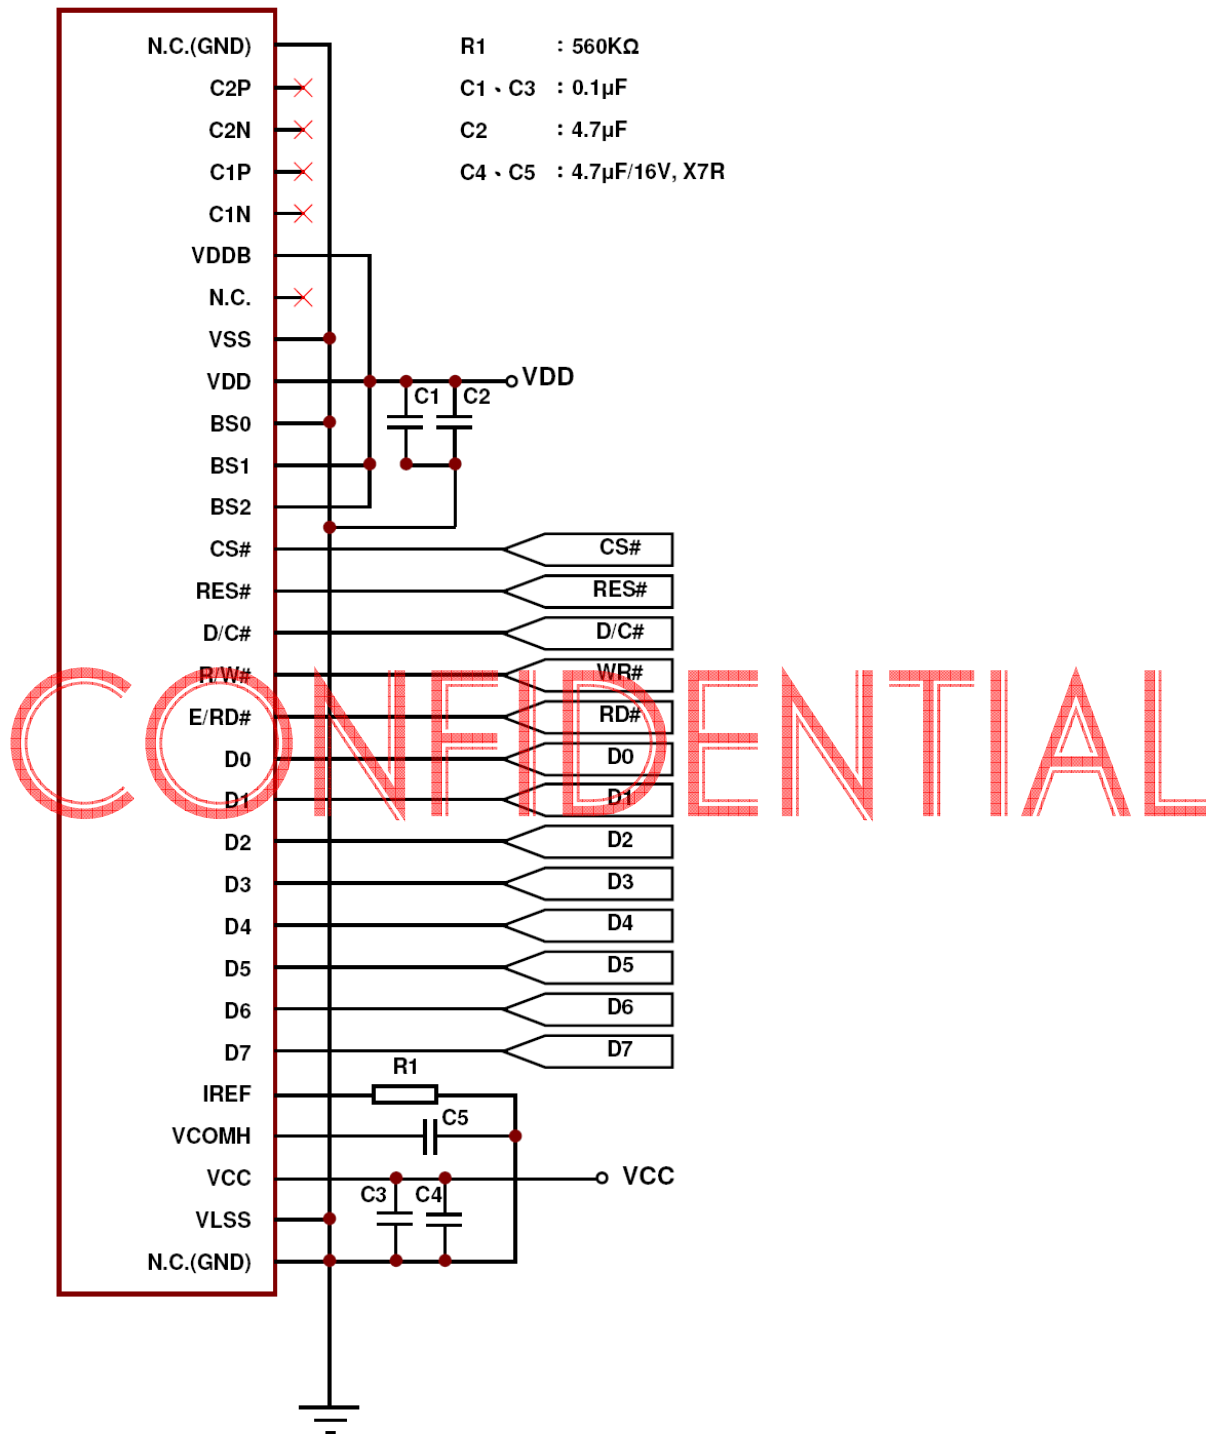 N.C.(GND)
C2P
C2N
C1P
C1N
VDDB
N.C.
VSS
VDD
BS0
BS1
BS2
CS#
RES#
D/C#
R/W#
E/RD#
D0
D1
D2
D3
D4
D5
D6
D7
IREF
VCOMH
VCC
VLSS
N.C.(GND)
R1 : 560KΩ
C1、C3 : 0.1µF
C2 : 4.7µF
C4、C5 : 4.7µF/16V, X7R
VDD
C1 C2
CS#
RES#
D/C#
WR#
RD#
D0
D1
D2
D3
D4
D5
D6
D7
R1
C5
VCC
C3 C4
CONFIDENTIAL